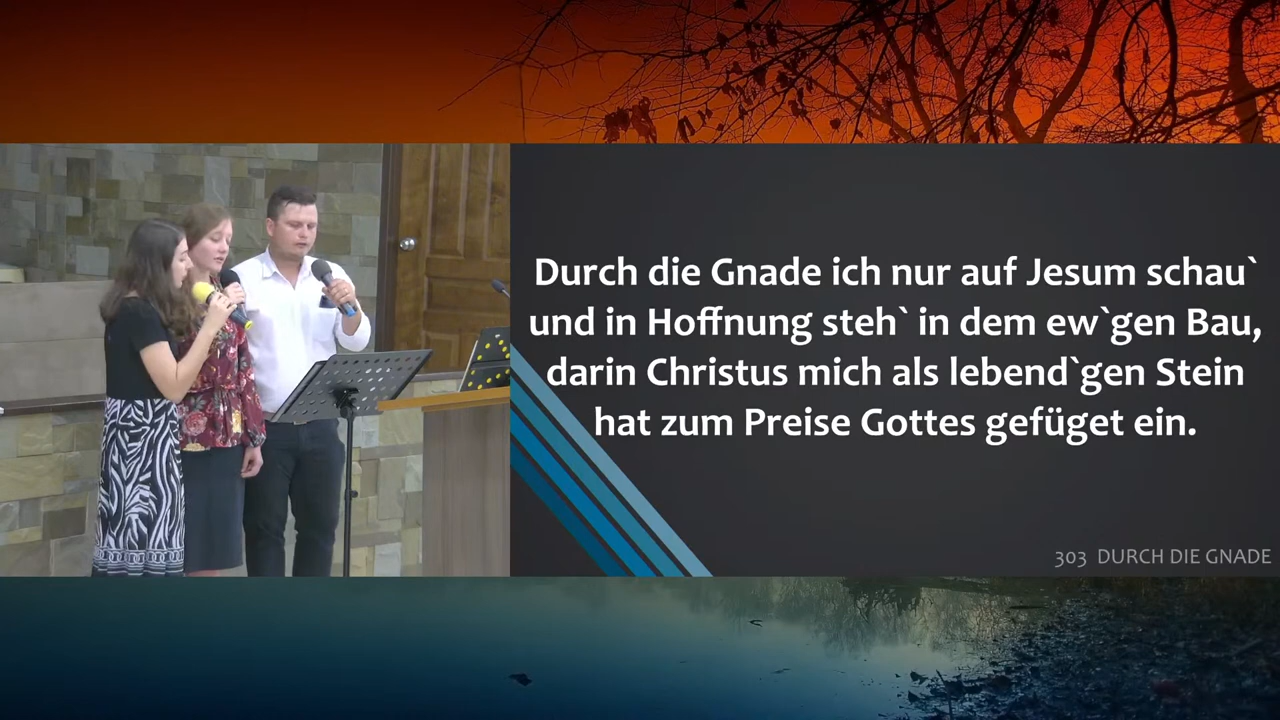 Durch die Gnade ich nur auf Jesum schau`
und in Hoffnung steh` in dem ew`gen Bau,
darin Christus mich als lebend`gen Stein
hat zum Preise Gottes gefüget ein.
303 DURCH DIE GNADE